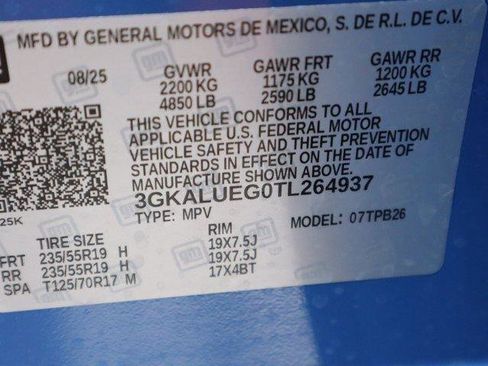 MFD BY GENERAL MOTORS DE MEXICO, S. DE R.L. DE C.V.
08/25 GVWR GAWR FRT GAWR RR
2200 KG 1175 KG 1200 KG
4850 LB 2590 LB 2645 LB
THIS VEHICLE CONFORMS TO ALL
APPLICABLE U.S. FEDERAL MOTOR
VEHICLE SAFETY AND THEFT PREVENTION
STANDARDS IN EFFECT ON THE DATE OF
MANUFACTURE SHOWN ABOVE.
3GKALUEG0TL264937
25K TYPE: MPV MODEL: 07TPB26
TIRE SIZE RIM
FRT 235/55R19 H 19X7.5J
RR 235/55R19 H 19X7.5J
SPA T125/70R17 M 17X4BT
gm